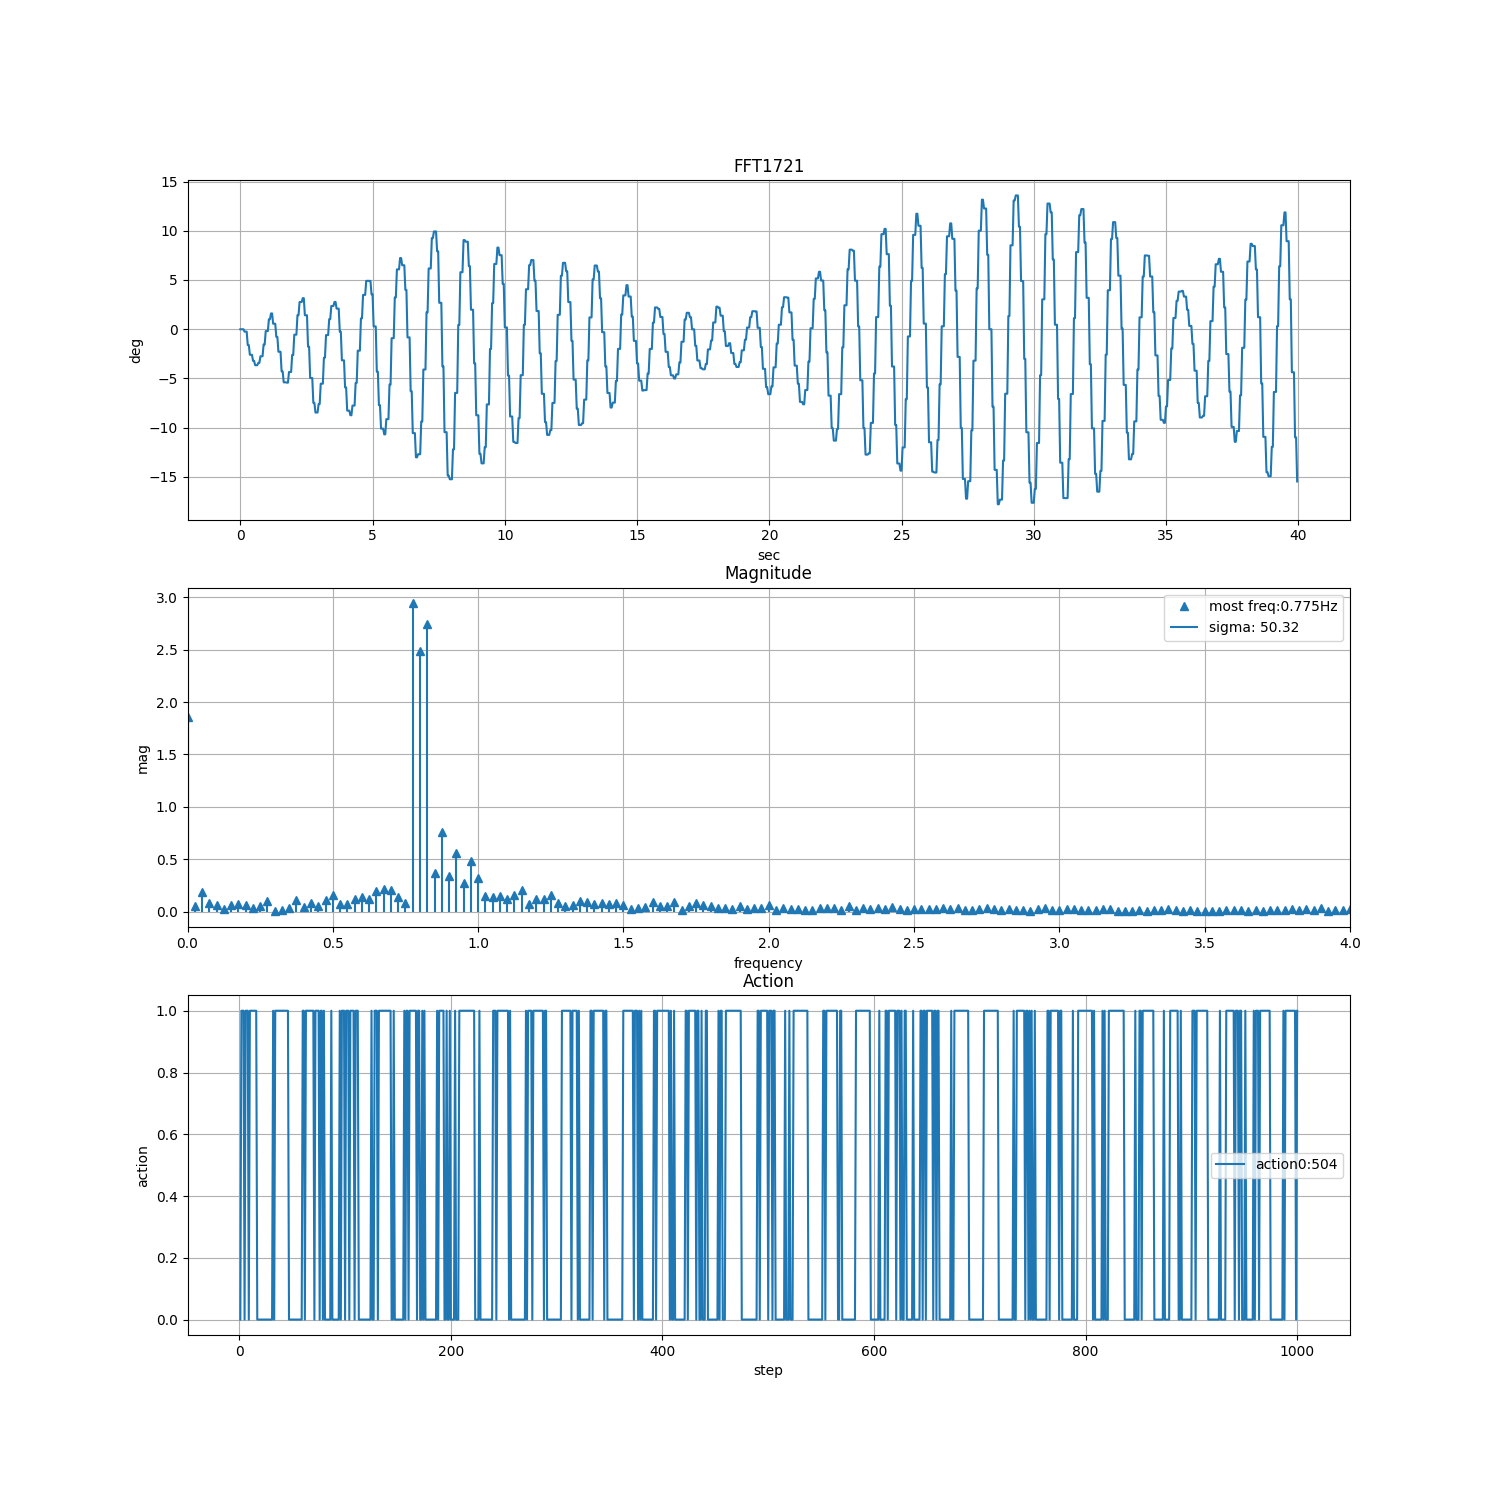 FFT1721
15
10
5
0
−5
−10
−15
deg
0 5 10 15 20 25 30 35 40
sec
Magnitude
3.0
2.5
2.0
1.5
1.0
0.5
0.0
mag
most freq:0.775Hz
sigma: 50.32
0.0 0.5 1.0 1.5 2.0 2.5 3.0 3.5 4.0
frequency
Action
1.0
0.8
0.6
0.4
0.2
0.0
action
action0:504
0 200 400 600 800 1000
step